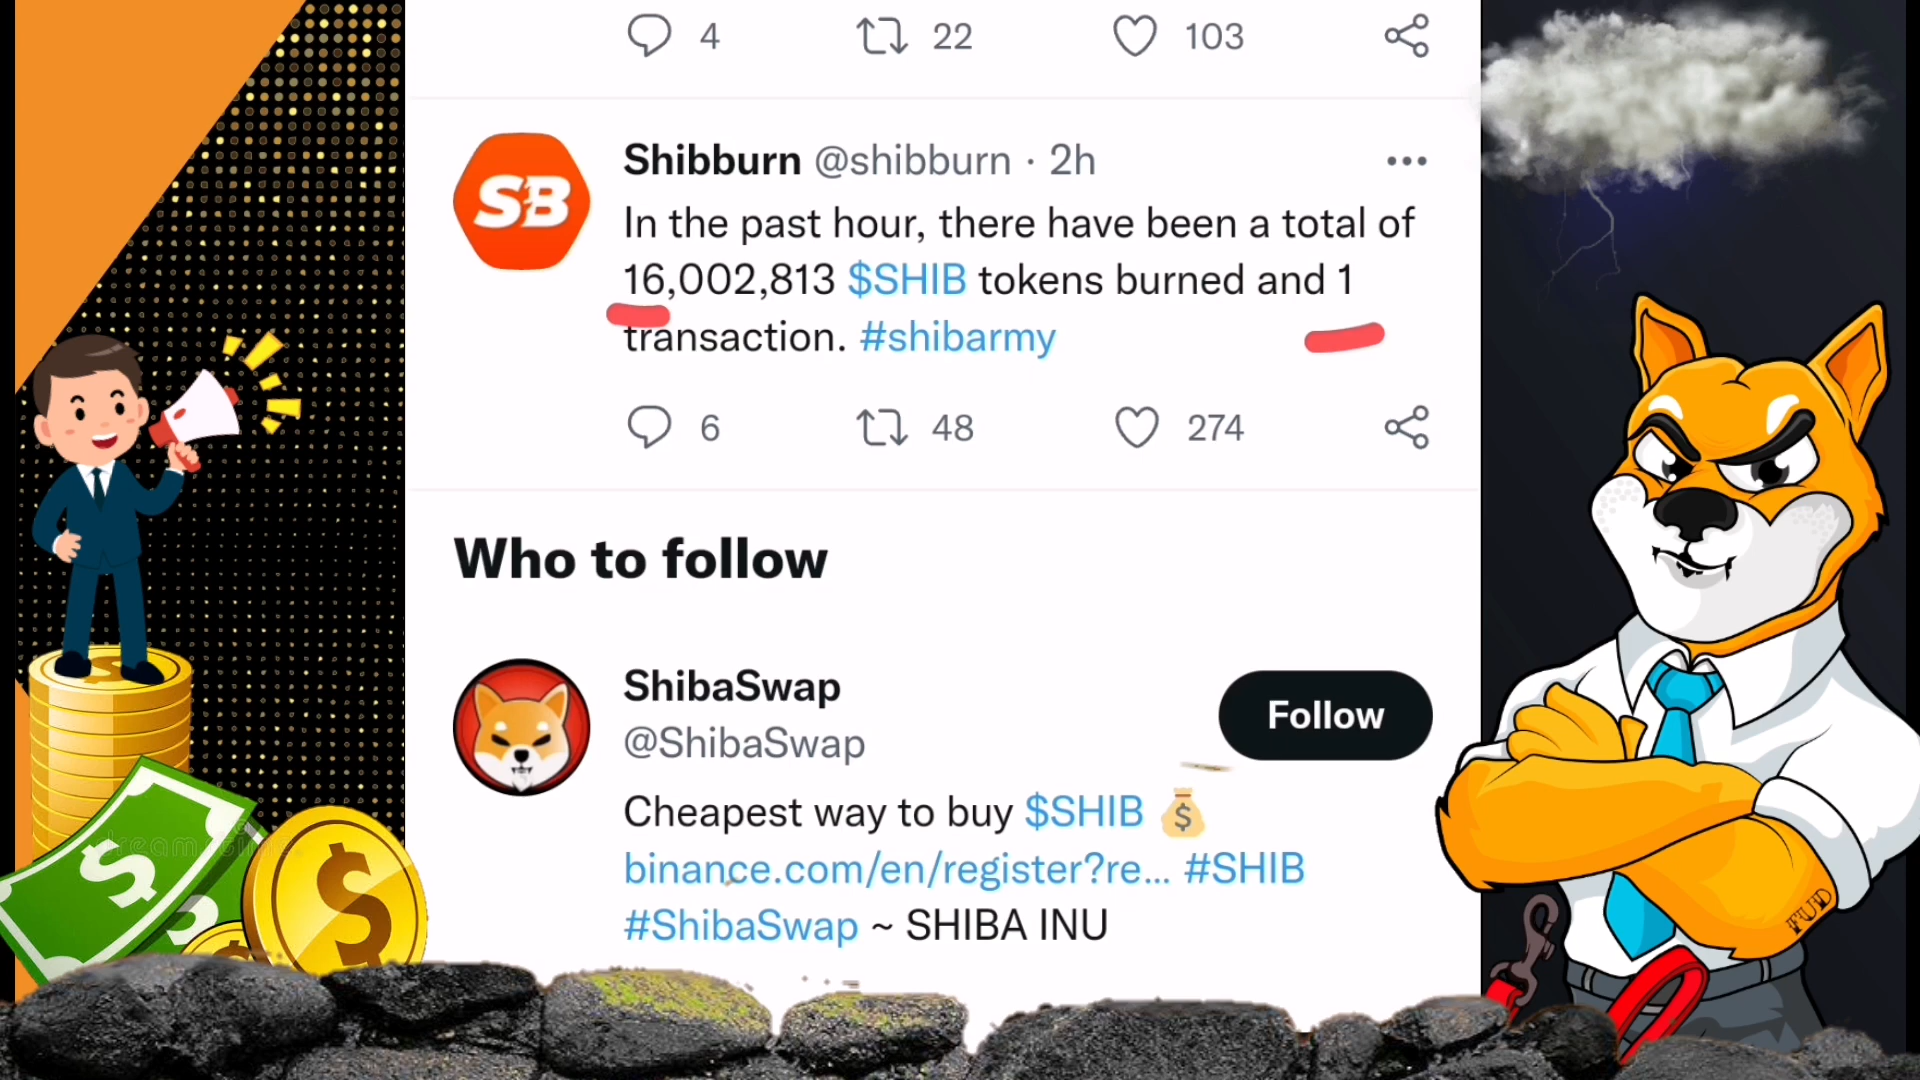 4 22 103
SB
Shibburn @shibburn · 2h
In the past hour, there have been a total of
16,002,813 $SHIB tokens burned and 1
transaction. #shibarmy
6 48 274
Who to follow
ShibaSwap
@ShibaSwap
Follow
Cheapest way to buy $SHIB 💰
binance.com/en/register?re... #SHIB
#ShibaSwap ~ SHIBA INU
FUD